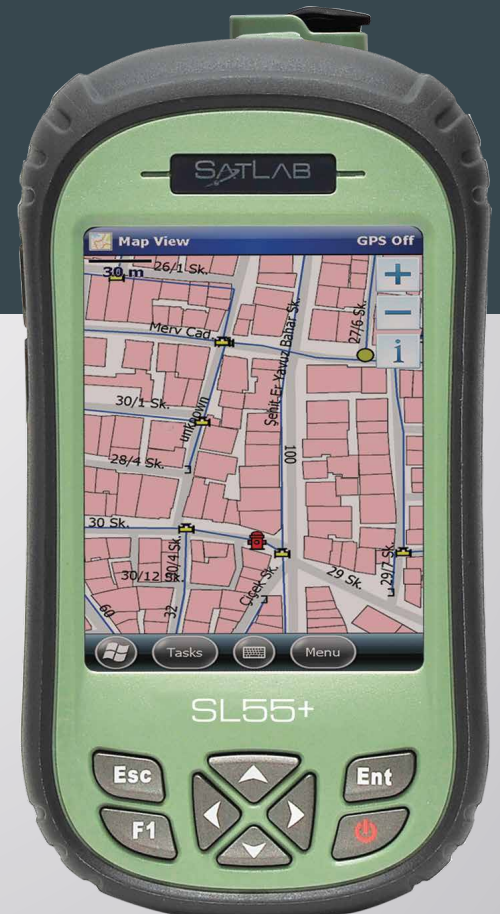 SATLAB
Map View GPS Off
30 m
26/1 Sk.
+
Merv Cad.
27/6 Sk.
−
i
Şehit Er Yavuz Bahar Sk.
30/1 Sk.
unknown
100
28/4 Sk.
30 Sk.
30/4 Sk.
30/12 Sk.
Çiçek Sk.
29 Sk.
29/7 Sk.
60
32
Tasks Menu
SL55+
Esc Ent
F1